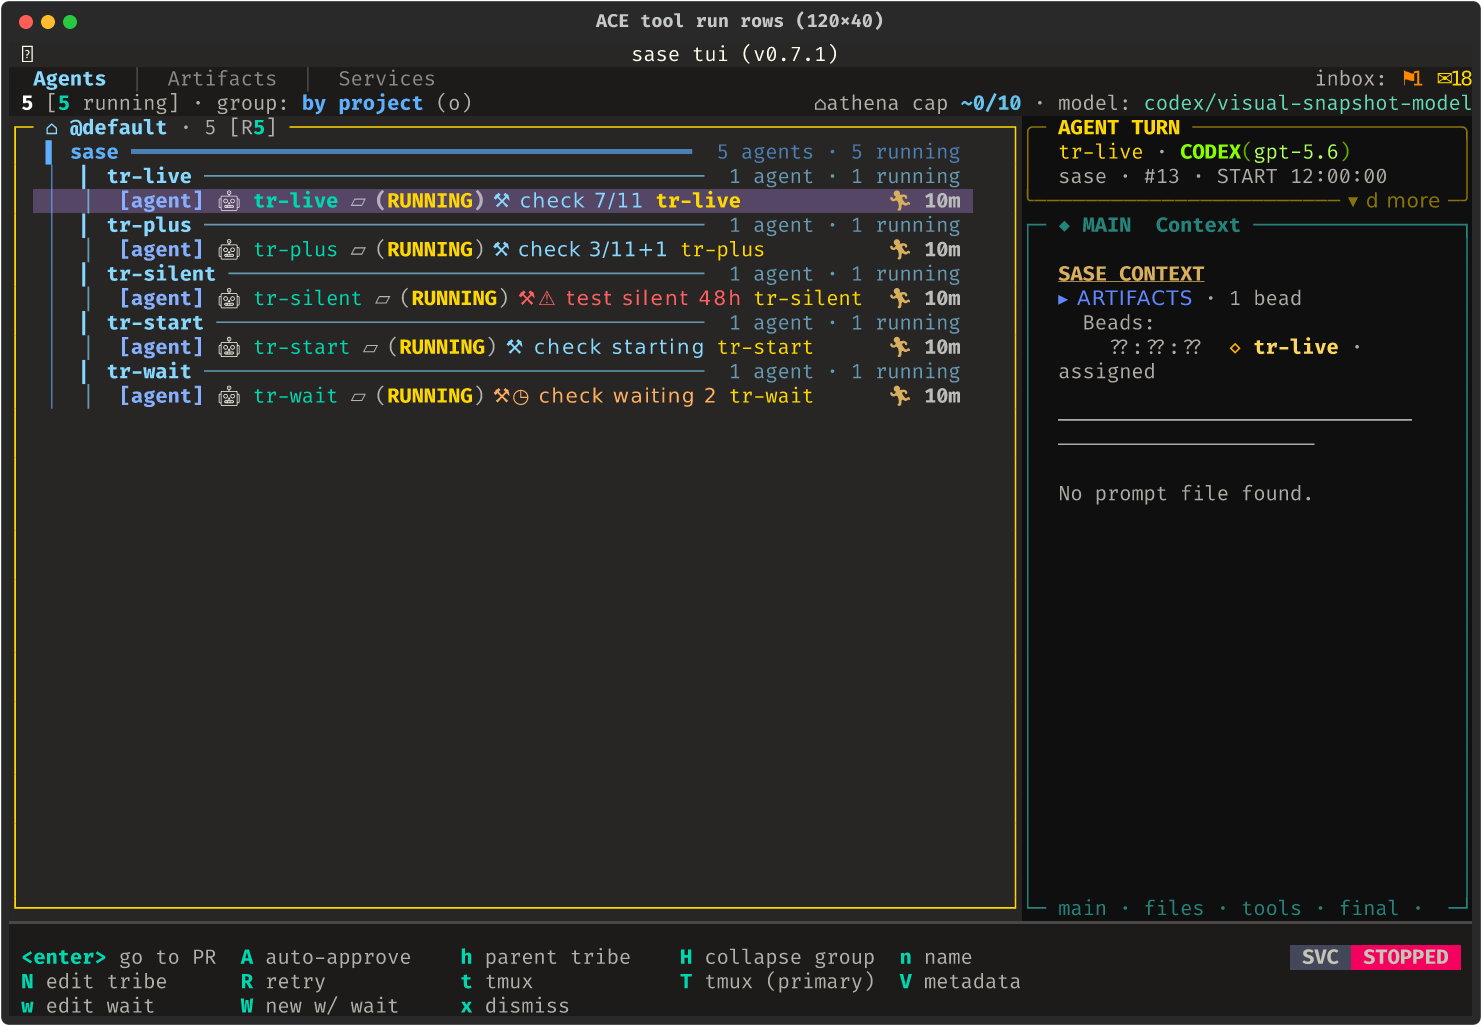 ACE tool run rows (120×40)
sase tui (v0.7.1)
Agents │ Artifacts │ Services inbox: ⚑1 ✉18
5 [5 running] · group: by project (o) ⌂athena cap ~0/10 · model: codex/visual-snapshot-model
⌂ @default · 5 [R5]
sase 5 agents · 5 running
tr-live 1 agent · 1 running
[agent] 🤖 tr-live ▱ (RUNNING) ⚒ check 7/11 tr-live 🏃 10m
tr-plus 1 agent · 1 running
[agent] 🤖 tr-plus ▱ (RUNNING) ⚒ check 3/11+1 tr-plus 🏃 10m
tr-silent 1 agent · 1 running
[agent] 🤖 tr-silent ▱ (RUNNING) ⚒⚠ test silent 48h tr-silent 🏃 10m
tr-start 1 agent · 1 running
[agent] 🤖 tr-start ▱ (RUNNING) ⚒ check starting tr-start 🏃 10m
tr-wait 1 agent · 1 running
[agent] 🤖 tr-wait ▱ (RUNNING) ⚒◷ check waiting 2 tr-wait 🏃 10m
AGENT TURN
tr-live · CODEX(gpt-5.6)
sase · #13 · START 12:00:00
▼ d more
◆ MAIN Context
SASE CONTEXT
▸ ARTIFACTS · 1 bead
Beads:
??:??:?? ◇ tr-live ·
assigned
No prompt file found.
main · files · tools · final ·
<enter> go to PR A auto-approve h parent tribe H collapse group n name SVC STOPPED
N edit tribe R retry t tmux T tmux (primary) V metadata
w edit wait W new w/ wait x dismiss